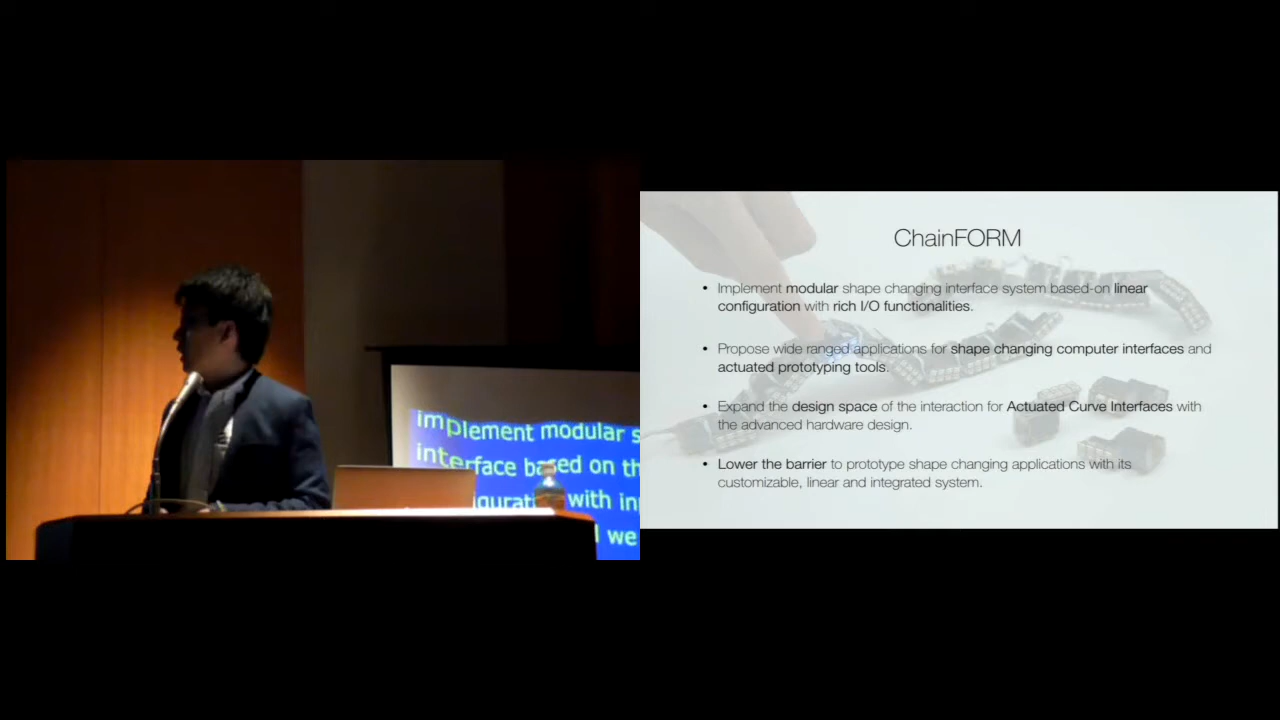 implement modular
interface based on
with
we
ChainFORM
• Implement modular shape changing interface system based-on linear
configuration with rich I/O functionalities.
• Propose wide ranged applications for shape changing computer interfaces and
actuated prototyping tools.
• Expand the design space of the interaction for Actuated Curve Interfaces with
the advanced hardware design.
• Lower the barrier to prototype shape changing applications with its
customizable, linear and integrated system.